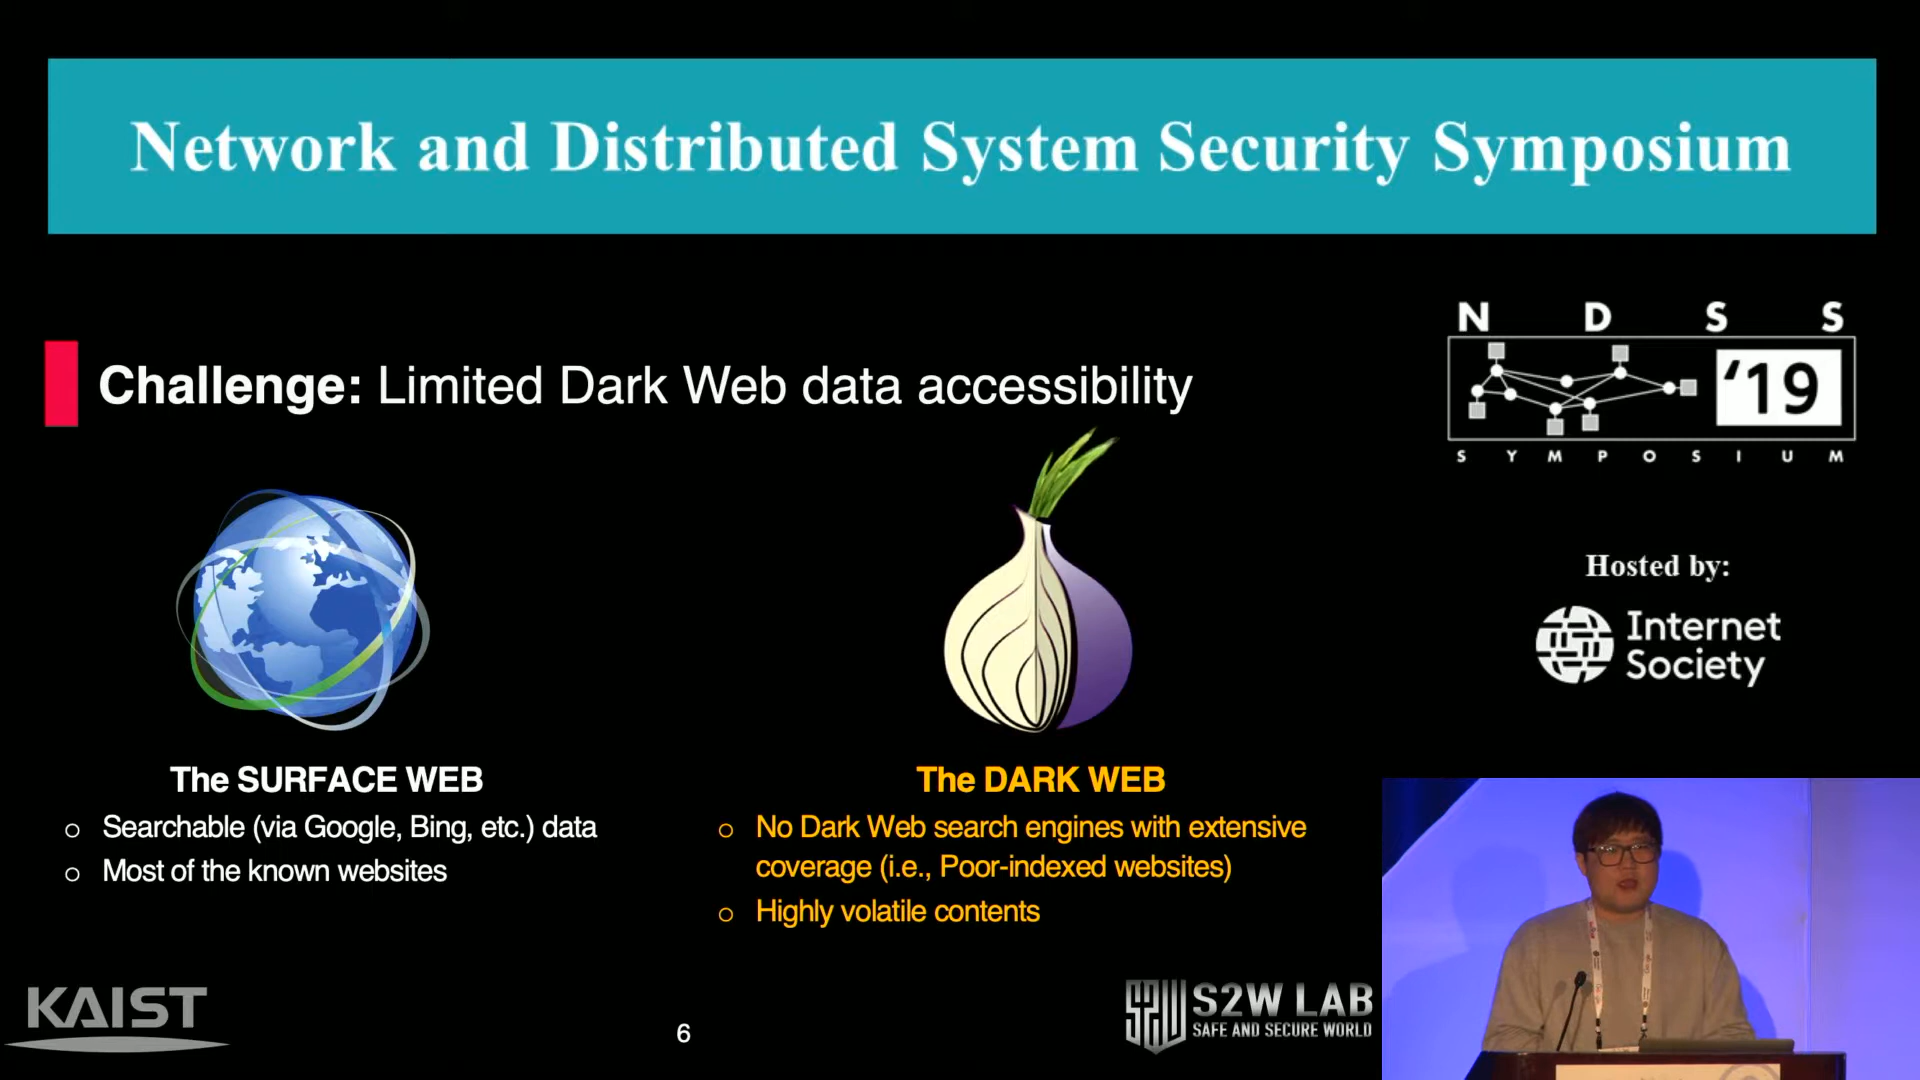 Network and Distributed System Security Symposium
Challenge: Limited Dark Web data accessibility
N D S S
'19
S Y M P O S I U M
Hosted by:
Internet
Society
The SURFACE WEB
Searchable (via Google, Bing, etc.) data
Most of the known websites
The DARK WEB
No Dark Web search engines with extensive
coverage (i.e., Poor-indexed websites)
Highly volatile contents
KAIST
6
S2W LAB
SAFE AND SECURE WORLD